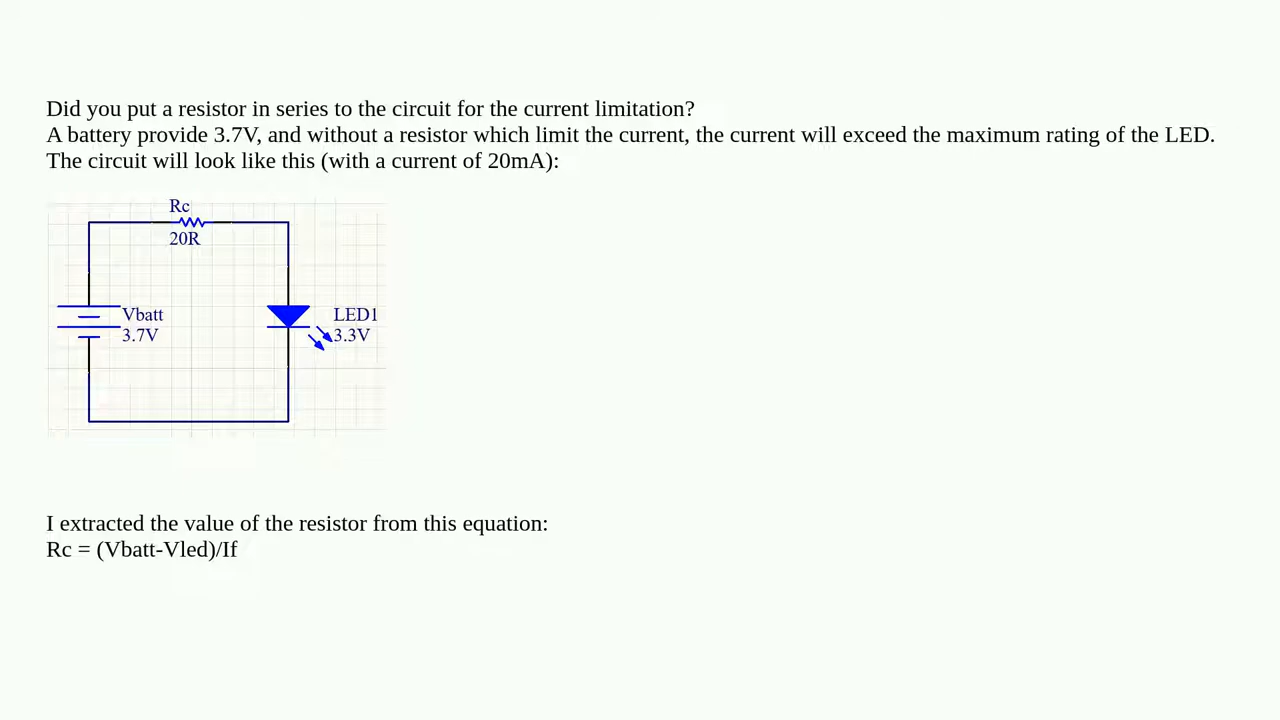 Did you put a resistor in series to the circuit for the current limitation?
A battery provide 3.7V, and without a resistor which limit the current, the current will exceed the maximum rating of the LED.
The circuit will look like this (with a current of 20mA):
Rc
20R
Vbatt
3.7V
LED1
3.3V
I extracted the value of the resistor from this equation:
Rc = (Vbatt-Vled)/If